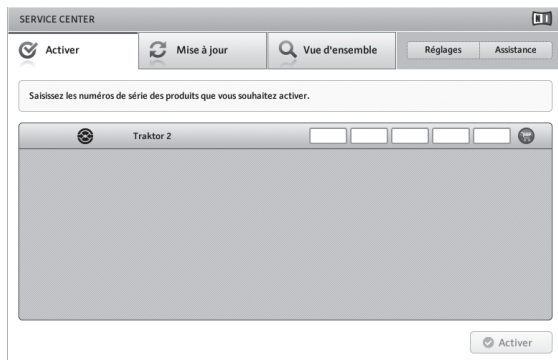 SERVICE CENTER
Activer
Mise à jour
Vue d'ensemble
Réglages
Assistance
Saisissez les numéros de série des produits que vous souhaitez activer.
Traktor 2
Activer